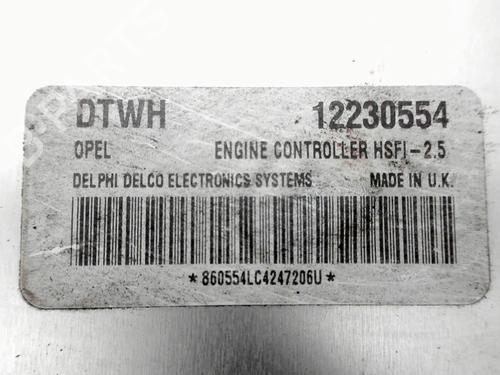 DTWH 12230554
OPEL ENGINE CONTROLLER HSFI-2.5
DELPHI DELCO ELECTRONICS SYSTEMS MADE IN U.K.
*860554LC4247206U*